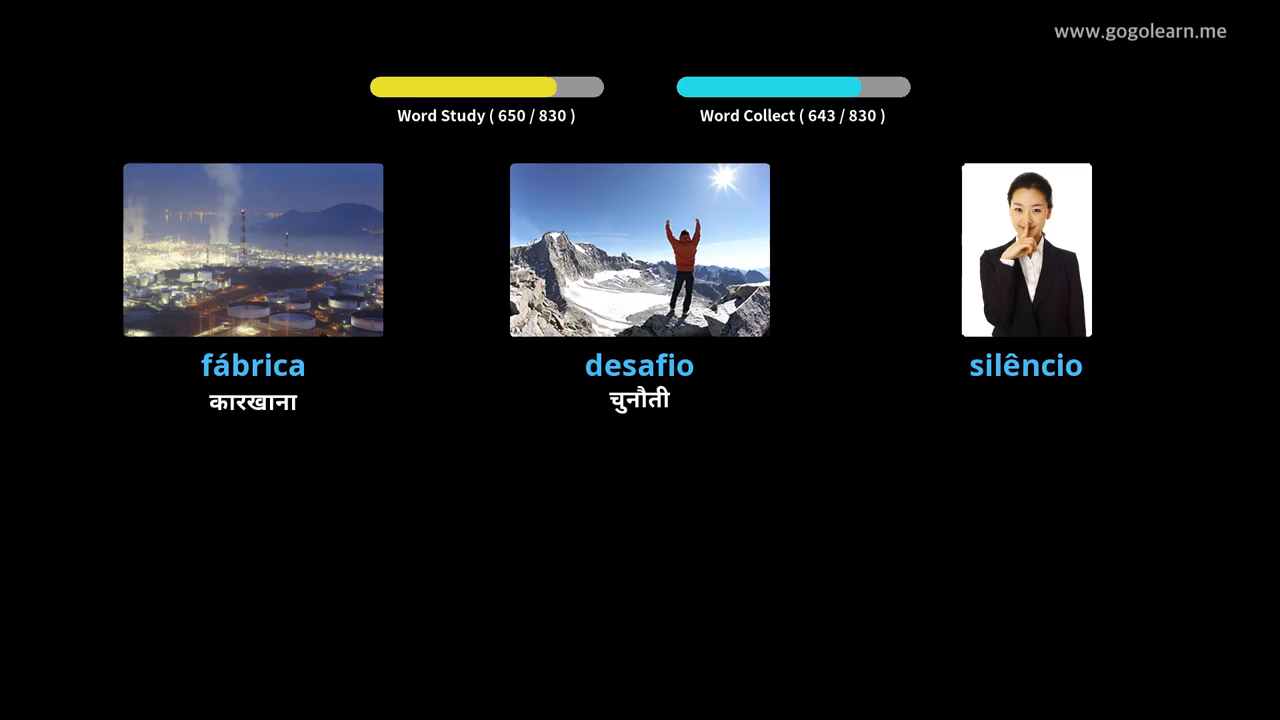 www.gogolearn.me
Word Study ( 650 / 830 )
Word Collect ( 643 / 830 )
fábrica
कारखाना
desafio
चुनौती
silêncio